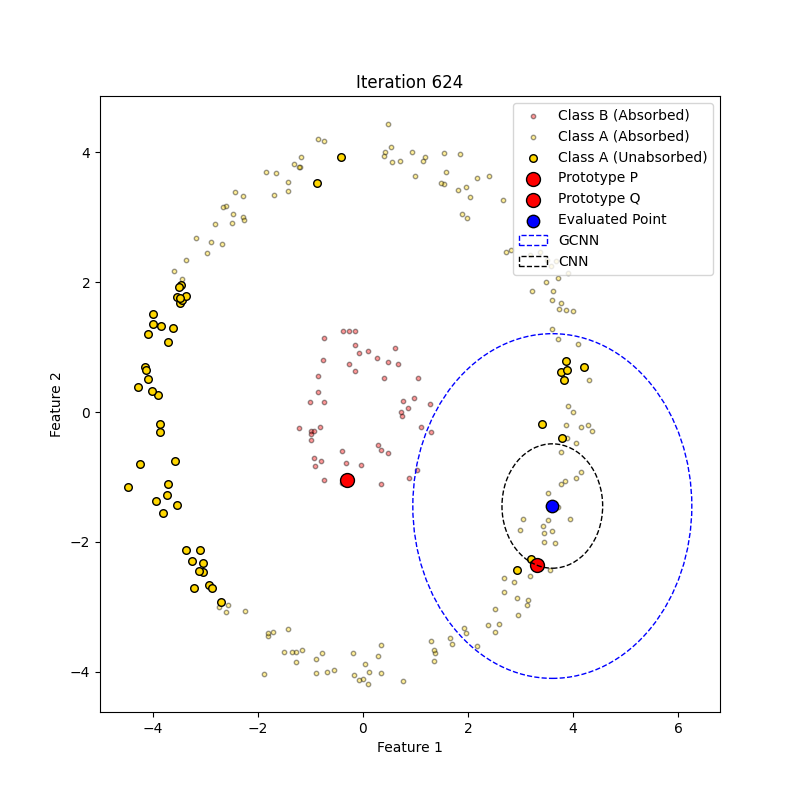 Iteration 624
Class B (Absorbed)
Class A (Absorbed)
Class A (Unabsorbed)
Prototype P
Prototype Q
Evaluated Point
GCNN
CNN
Feature 2
4
2
0
−2
−4
−4
−2
0
2
4
6
Feature 1